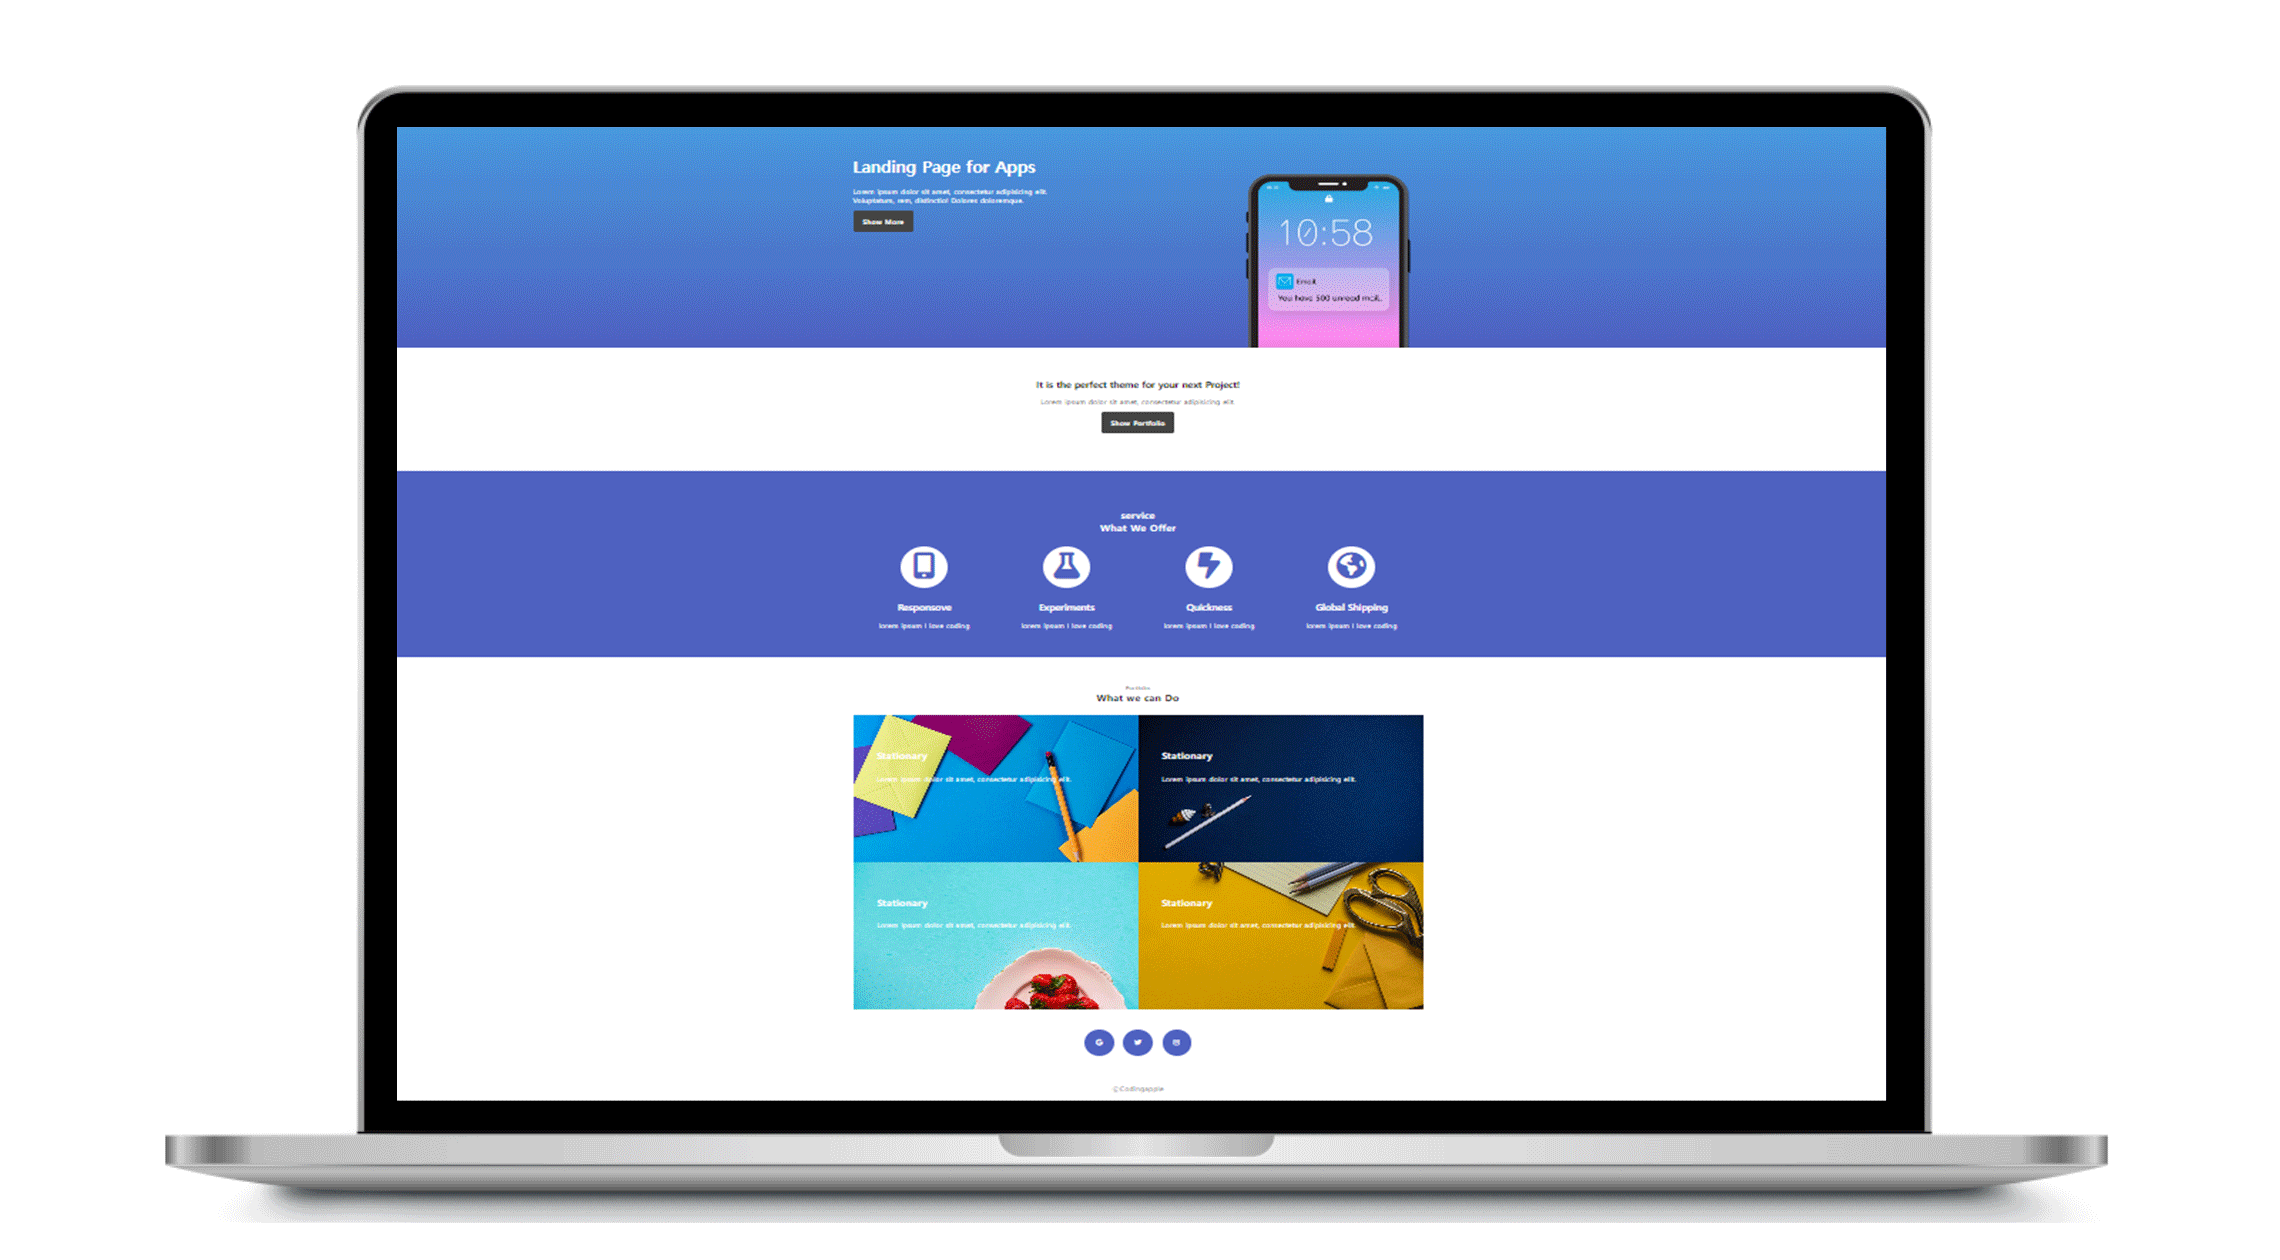 Landing Page for Apps
Lorem ipsum dolor sit amet, consectetur adipisicing elit.
Voluptature, rem, distinctio! Dolores doloremque.
Show More
10:58
Email
You have 500 unread mail.
It is the perfect theme for your next Project!
Lorem ipsum dolor sit amet, consectetur adipisicing elit.
Show Portfolio
service
What We Offer
Responsove
Experiments
Quickness
Global Shipping
lorem ipsum I love coding
lorem ipsum I love coding
lorem ipsum I love coding
lorem ipsum I love coding
Portfolio
What we can Do
Stationary
Lorem ipsum dolor sit amet, consectetur adipisicing elit.
Stationary
Lorem ipsum dolor sit amet, consectetur adipisicing elit.
Stationary
Lorem ipsum dolor sit amet, consectetur adipisicing elit.
Stationary
Lorem ipsum dolor sit amet, consectetur adipisicing elit.
©Codingapple